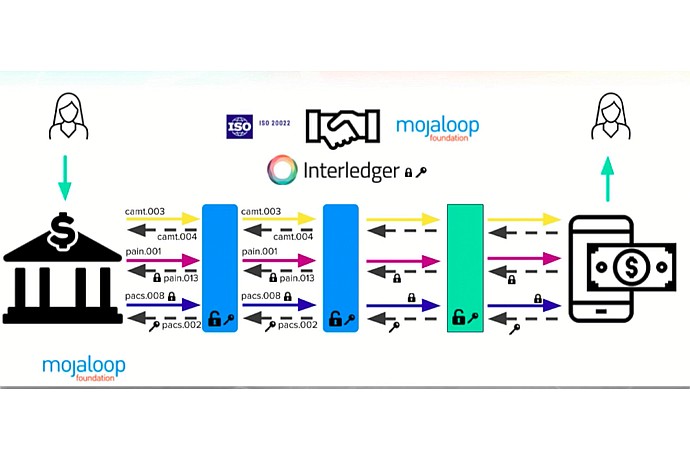 ISO
ISO 20022
mojaloop
foundation
Interledger
camt.003
camt.003
camt.004
camt.004
pain.001
pain.001
pain.013
pain.013
pacs.008
pacs.008
pacs.002
pacs.002
$
$
mojaloop
foundation